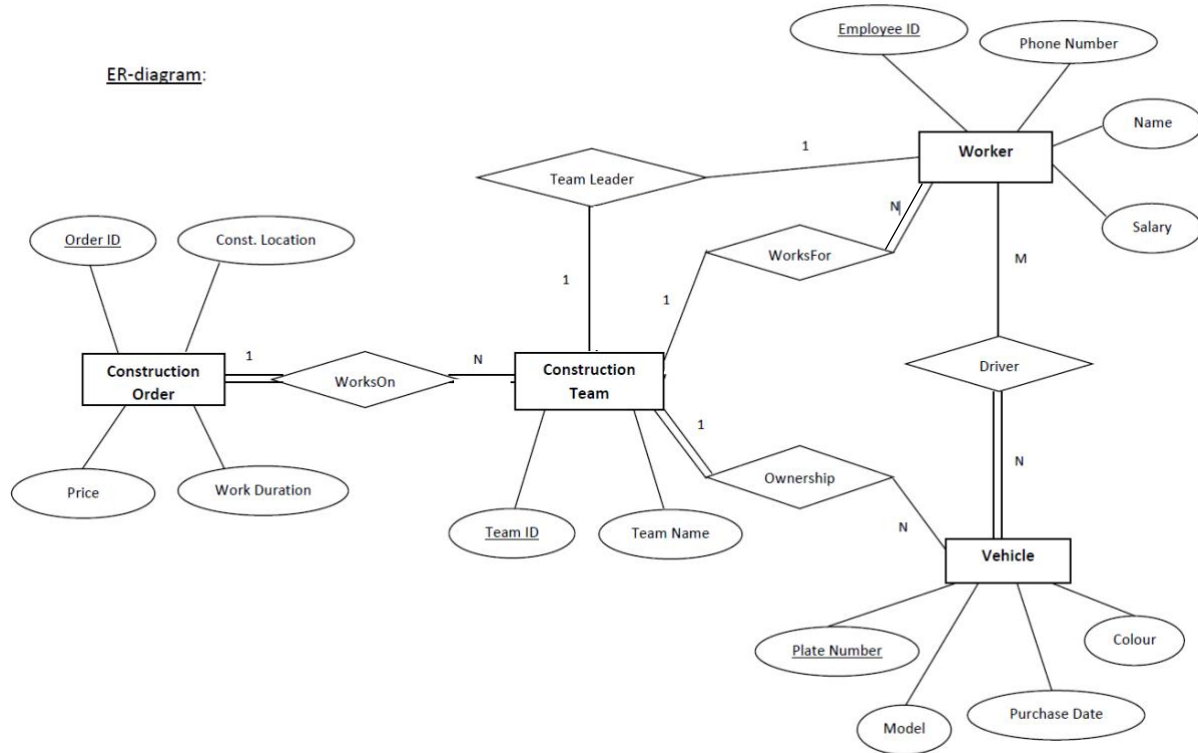 Employee ID
Phone Number
ER-diagram:
Name
Worker
1
Team Leader
N
Salary
Order ID
Const. Location
WorksFor
M
1
1
1
N
Construction
Order
WorksOn
Construction
Team
Driver
1
Ownership
N
Price
Work Duration
N
Team ID
Team Name
Vehicle
Plate Number
Colour
Model
Purchase Date